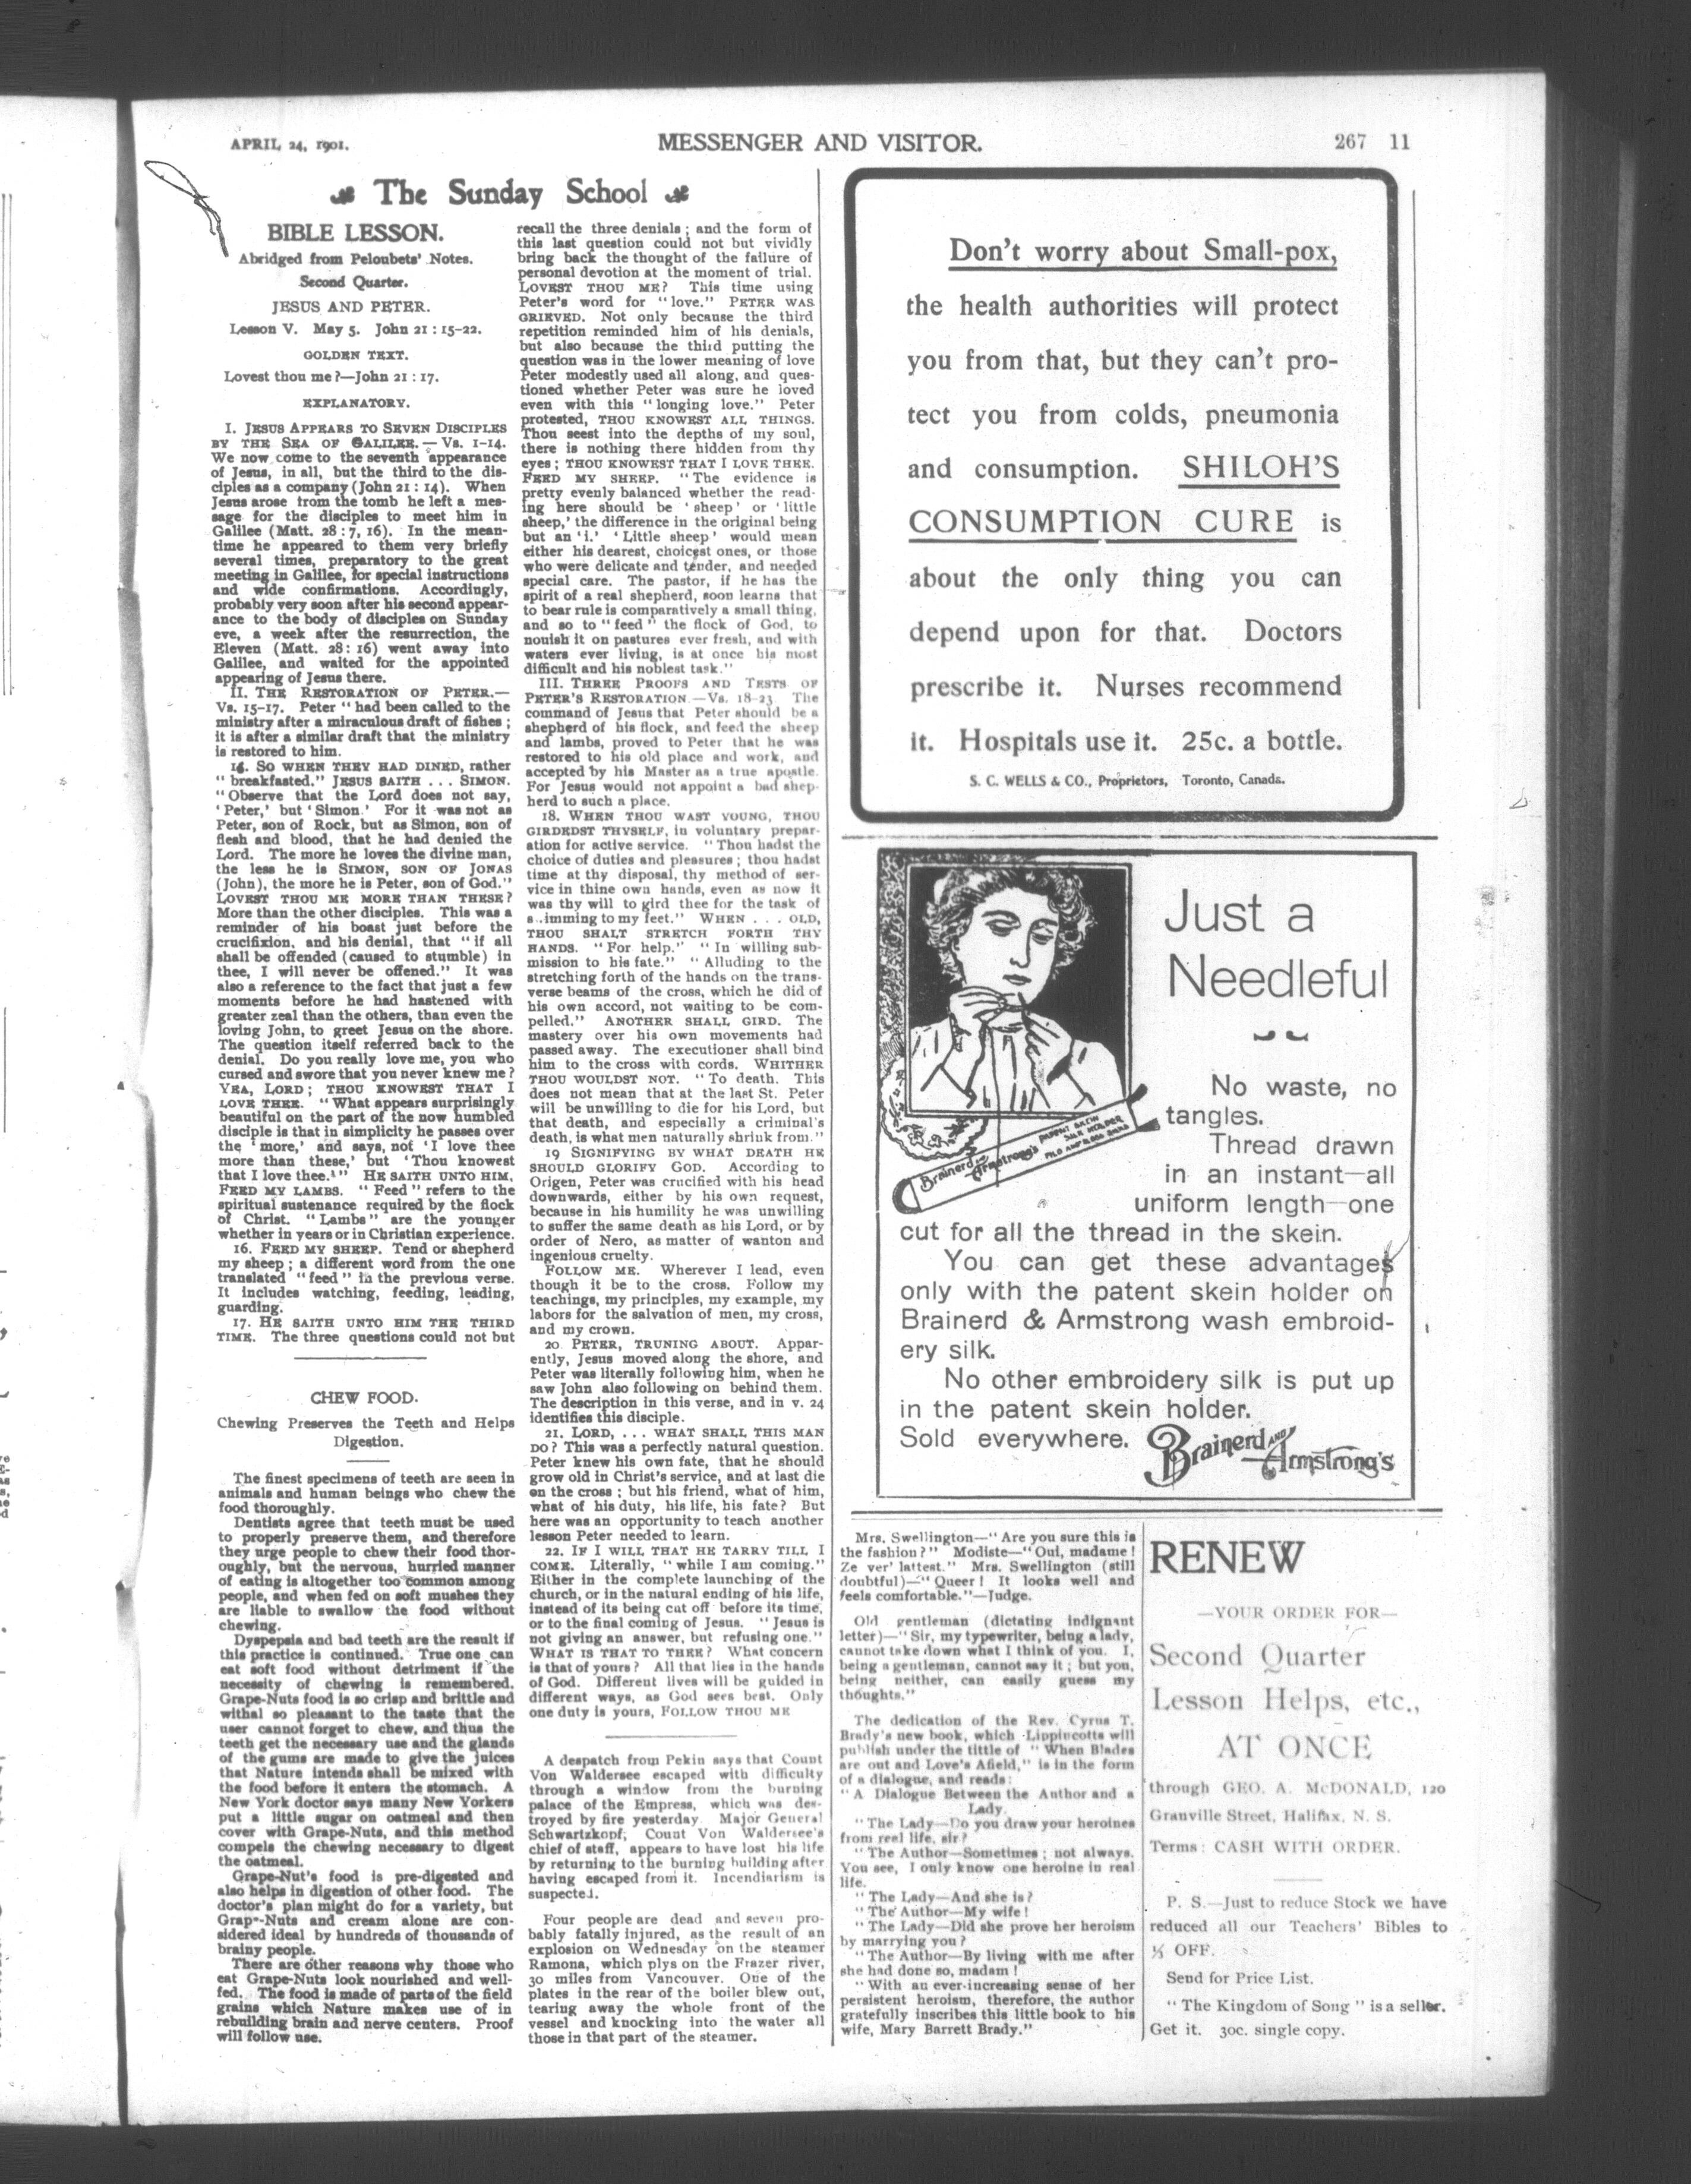 APRIL 24, 1901.
MESSENGER AND VISITOR.
267 11
The Sunday School
BIBLE LESSON.
Abridged from Peloubets' Notes.
Second Quarter.
JESUS AND PETER.
Lesson V. May 5. John 21 : 15-22.
GOLDEN TEXT.
Lovest thou me?—John 21 : 17.
EXPLANATORY.
I. JESUS APPEARS TO SEVEN DISCIPLES
BY THE SEA OF GALILEE.—Vs. 1-14.
We now come to the seventh appearance
of Jesus, in all, but the third to the dis-
ciples as a company (John 21 : 14). When
Jesus arose from the tomb he left a mes-
sage for the disciples to meet him in
Galilee (Matt. 28 : 7, 16). In the mean-
time he appeared to them very briefly
several times, preparatory to the great
meeting in Galilee, for special instructions
and wide confirmations. Accordingly,
probably very soon after his second appear-
ance to the body of disciples on Sunday
eve, a week after the resurrection, the
Eleven (Matt. 28 : 16) went away into
Galilee, and waited for the appointed
appearing of Jesus there.
II. THE RESTORATION OF PETER.—
Vs. 15-17. Peter "had been called to the
ministry after a miraculous draft of fishes ;
it is after a similar draft that the ministry
is restored to him.
15. SO WHEN THEY HAD DINED, rather
"breakfasted." JESUS SAITH . . . SIMON.
"Observe that the Lord does not say,
'Peter,' but 'Simon.' For it was not as
Peter, son of Rock, but as Simon, son of
flesh and blood, that he had denied the
Lord. The more he loves the divine man,
the less he is SIMON, SON OF JONAS
(John), the more he is Peter, son of God."
LOVEST THOU ME MORE THAN THESE?
More than the other disciples. This was a
reminder of his boast just before the
crucifixion, and his denial, that "if all
shall be offended (caused to stumble) in
thee, I will never be offened." It was
also a reference to the fact that just a few
moments before he had hastened with
greater zeal than the others, than even the
loving John, to greet Jesus on the shore.
The question itself referred back to the
denial. Do you really love me, you who
cursed and swore that you never knew me?
YEA, LORD ; THOU KNOWEST THAT I
LOVE THEE. "What appears surprisingly
beautiful on the part of the now humbled
disciple is that in simplicity he passes over
the 'more,' and says, not 'I love thee
more than these,' but 'Thou knowest
that I love thee.'" HE SAITH UNTO HIM,
FEED MY LAMBS. "Feed" refers to the
spiritual sustenance required by the flock
of Christ. "Lambs" are the younger
whether in years or in Christian experience.
16. FEED MY SHEEP. Tend or shepherd
my sheep ; a different word from the one
translated "feed" in the previous verse.
It includes watching, feeding, leading,
guarding.
17. HE SAITH UNTO HIM THE THIRD
TIME. The three questions could not but
CHEW FOOD.
Chewing Preserves the Teeth and Helps
Digestion.
The finest specimens of teeth are seen in
animals and human beings who chew the
food thoroughly.
Dentists agree that teeth must be used
to properly preserve them, and therefore
they urge people to chew their food thor-
oughly, but the nervous, hurried manner
of eating is altogether too common among
people, and when fed on soft mushes they
are liable to swallow the food without
chewing.
Dyspepsia and bad teeth are the result if
this practice is continued. True one can
eat soft food without detriment if the
necessity of chewing is remembered.
Grape-Nuts food is so crisp and brittle and
withal so pleasant to the taste that the
user cannot forget to chew, and thus the
teeth get the necessary use and the glands
of the gums are made to give the juices
that Nature intends shall be mixed with
the food before it enters the stomach. A
New York doctor says many New Yorkers
put a little sugar on oatmeal and then
cover with Grape-Nuts, and this method
compels the chewing necessary to digest
the oatmeal.
Grape-Nut's food is pre-digested and
also helps in digestion of other food. The
doctor's plan might do for a variety, but
Grape-Nuts and cream alone are con-
sidered ideal by hundreds of thousands of
brainy people.
There are other reasons why those who
eat Grape-Nuts look nourished and well-
fed. The food is made of parts of the field
grains which Nature makes use of in
rebuilding brain and nerve centers. Proof
will follow use.
recall the three denials ; and the form of
this last question could not but vividly
bring back the thought of the failure of
personal devotion at the moment of trial.
LOVEST THOU ME? This time using
Peter's word for "love." PETER WAS
GRIEVED. Not only because the third
repetition reminded him of his denials,
but also because the third putting the
question was in the lower meaning of love
Peter modestly used all along, and ques-
tioned whether Peter was sure he loved
even with this "longing love." Peter
protested, THOU KNOWEST ALL THINGS.
Thou seest into the depths of my soul,
there is nothing there hidden from thy
eyes ; THOU KNOWEST THAT I LOVE THEE.
FEED MY SHEEP. "The evidence is
pretty evenly balanced whether the read-
ing here should be 'sheep' or 'little
sheep,' the difference in the original being
but an 'i.' 'Little sheep' would mean
either his dearest, choicest ones, or those
who were delicate and tender, and needed
special care. The pastor, if he has the
spirit of a real shepherd, soon learns that
to bear rule is comparatively a small thing,
and so to "feed" the flock of God, to
nouish it on pastures ever fresh, and with
waters ever living, is at once his most
difficult and his noblest task."
III. THREE PROOFS AND TESTS OF
PETER'S RESTORATION.—Vs. 18-23 The
command of Jesus that Peter should be a
shepherd of his flock, and feed the sheep
and lambs, proved to Peter that he was
restored to his old place and work, and
accepted by his Master as a true apostle.
For Jesus would not appoint a bad shep-
herd to such a place.
18. WHEN THOU WAST YOUNG, THOU
GIRDEDST THYSELF, in voluntary prepar-
ation for active service. "Thou hadst the
choice of duties and pleasures ; thou hadst
time at thy disposal, thy method of ser-
vice in thine own hands, even as now it
was thy will to gird thee for the task of
s..imming to my feet." WHEN . . . OLD,
THOU SHALT STRETCH FORTH THY
HANDS. "For help." "In willing sub-
mission to his fate." "Alluding to the
stretching forth of the hands on the trans-
verse beams of the cross, which he did of
his own accord, not waiting to be com-
pelled." ANOTHER SHALL GIRD. The
mastery over his own movements had
passed away. The executioner shall bind
him to the cross with cords. WHITHER
THOU WOULDST NOT. "To death. This
does not mean that at the last St. Peter
will be unwilling to die for his Lord, but
that death, and especially a criminal's
death, is what men naturally shrink from."
19 SIGNIFYING BY WHAT DEATH HE
SHOULD GLORIFY GOD. According to
Origen, Peter was crucified with his head
downwards, either by his own request,
because in his humility he was unwilling
to suffer the same death as his Lord, or by
order of Nero, as matter of wanton and
ingenious cruelty.
FOLLOW ME. Wherever I lead, even
though it be to the cross. Follow my
teachings, my principles, my example, my
labors for the salvation of men, my cross,
and my crown.
20. PETER, TRUNING ABOUT. Appar-
ently, Jesus moved along the shore, and
Peter was literally following him, when he
saw John also following on behind them.
The description in this verse, and in v. 24
identifies this disciple.
21. LORD, . . . WHAT SHALL THIS MAN
DO? This was a perfectly natural question.
Peter knew his own fate, that he should
grow old in Christ's service, and at last die
on the cross ; but his friend, what of him,
what of his duty, his life, his fate? But
here was an opportunity to teach another
lesson Peter needed to learn.
22. IF I WILL THAT HE TARRY TILL I
COME. Literally, "while I am coming."
Either in the complete launching of the
church, or in the natural ending of his life,
instead of its being cut off before its time,
or to the final coming of Jesus. "Jesus is
not giving an answer, but refusing one."
WHAT IS THAT TO THEE? What concern
is that of yours? All that lies in the hands
of God. Different lives will be guided in
different ways, as God sees best. Only
one duty is yours, FOLLOW THOU ME
A despatch from Pekin says that Count
Von Waldersee escaped with difficulty
through a window from the burning
palace of the Empress, which was des-
troyed by fire yesterday. Major General
Schwartzkopf, Count Von Waldersee's
chief of staff, appears to have lost his life
by returning to the burning building after
having escaped from it. Incendiarism is
suspected.
Four people are dead and seven pro-
bably fatally injured, as the result of an
explosion on Wednesday on the steamer
Ramona, which plys on the Frazer river,
30 miles from Vancouver. One of the
plates in the rear of the boiler blew out,
tearing away the whole front of the
vessel and knocking into the water all
those in that part of the steamer.
Don't worry about Small-pox,
the health authorities will protect
you from that, but they can't pro-
tect you from colds, pneumonia
and consumption. SHILOH'S
CONSUMPTION CURE is
about the only thing you can
depend upon for that. Doctors
prescribe it. Nurses recommend
it. Hospitals use it. 25c. a bottle.
S. C. WELLS & CO., Proprietors, Toronto, Canada.
Just a
Needleful
No waste, no
tangles.
Thread drawn
in an instant—all
uniform length—one
cut for all the thread in the skein.
You can get these advantages
only with the patent skein holder on
Brainerd & Armstrong wash embroid-
ery silk.
No other embroidery silk is put up
in the patent skein holder.
Sold everywhere.
Brainerd AND Armstrong's
Brainerd and Armstrong's
PATENT SKEIN
SILK HOLDER
Mrs. Swellington—"Are you sure this is
the fashion?" Modiste—"Oui, madame!
Ze ver' lattest." Mrs. Swellington (still
doubtful)—"Queer! It looks well and
feels comfortable."—Judge.
Old gentleman (dictating indignant
letter)—"Sir, my typewriter, being a lady,
cannot take down what I think of you. I,
being a gentleman, cannot say it ; but you,
being neither, can easily guess my
thoughts."
The dedication of the Rev. Cyrus T.
Brady's new book, which Lippincotts will
publish under the tittle of "When Blades
are out and Love's Afield," is in the form
of a dialogue, and reads:
"A Dialogue Between the Author and a
Lady.
"The Lady—Do you draw your heroines
from reel life, sir?
"The Author—Sometimes ; not always.
You see, I only know one heroine in real
life.
"The Lady—And she is?
"The Author—My wife!
"The Lady—Did she prove her heroism
by marrying you?
"The Author—By living with me after
she had done so, madam!
"With an ever-increasing sense of her
persistent heroism, therefore, the author
gratefully inscribes this little book to his
wife, Mary Barrett Brady."
RENEW
—YOUR ORDER FOR—
Second Quarter
Lesson Helps, etc.,
AT ONCE
through GEO. A. McDONALD, 120
Granville Street, Halifax, N. S.
Terms: CASH WITH ORDER.
P. S.—Just to reduce Stock we have
reduced all our Teachers' Bibles to
⅓ OFF.
Send for Price List.
"The Kingdom of Song" is a seller.
Get it. 30c. single copy.